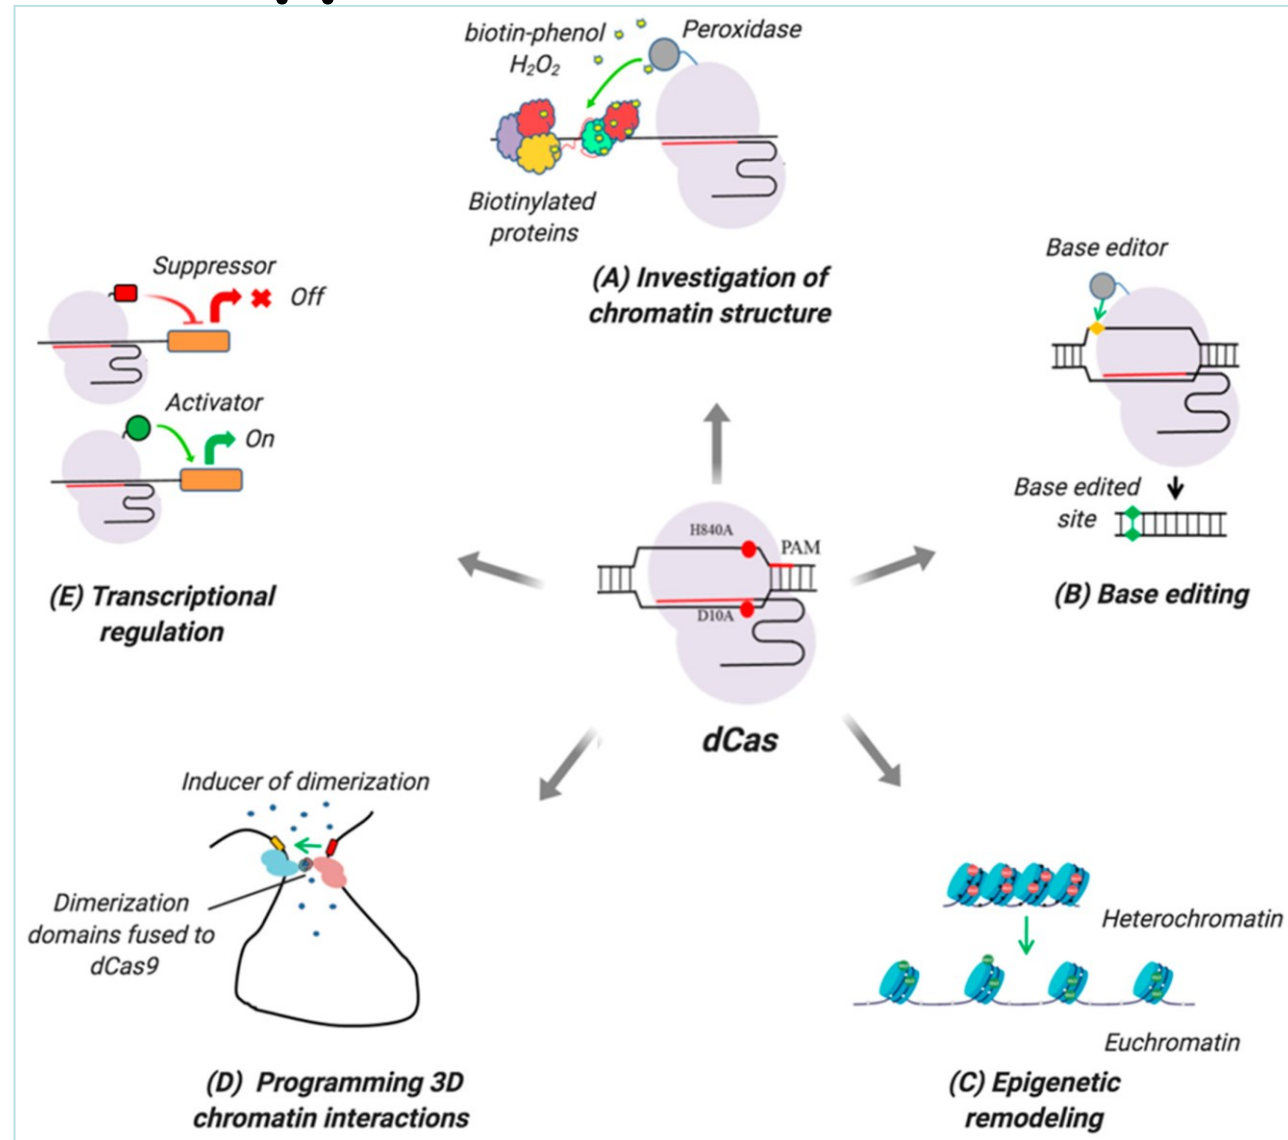 biotin-phenol
H₂O₂
Peroxidase
Biotinylated
proteins
(A) Investigation of
chromatin structure
Base editor
Base edited
site
(B) Base editing
Suppressor
Off
Activator
On
(E) Transcriptional
regulation
H840A
PAM
D10A
dCas
Inducer of dimerization
Dimerization
domains fused to
dCas9
(D) Programming 3D
chromatin interactions
Heterochromatin
Euchromatin
(C) Epigenetic
remodeling